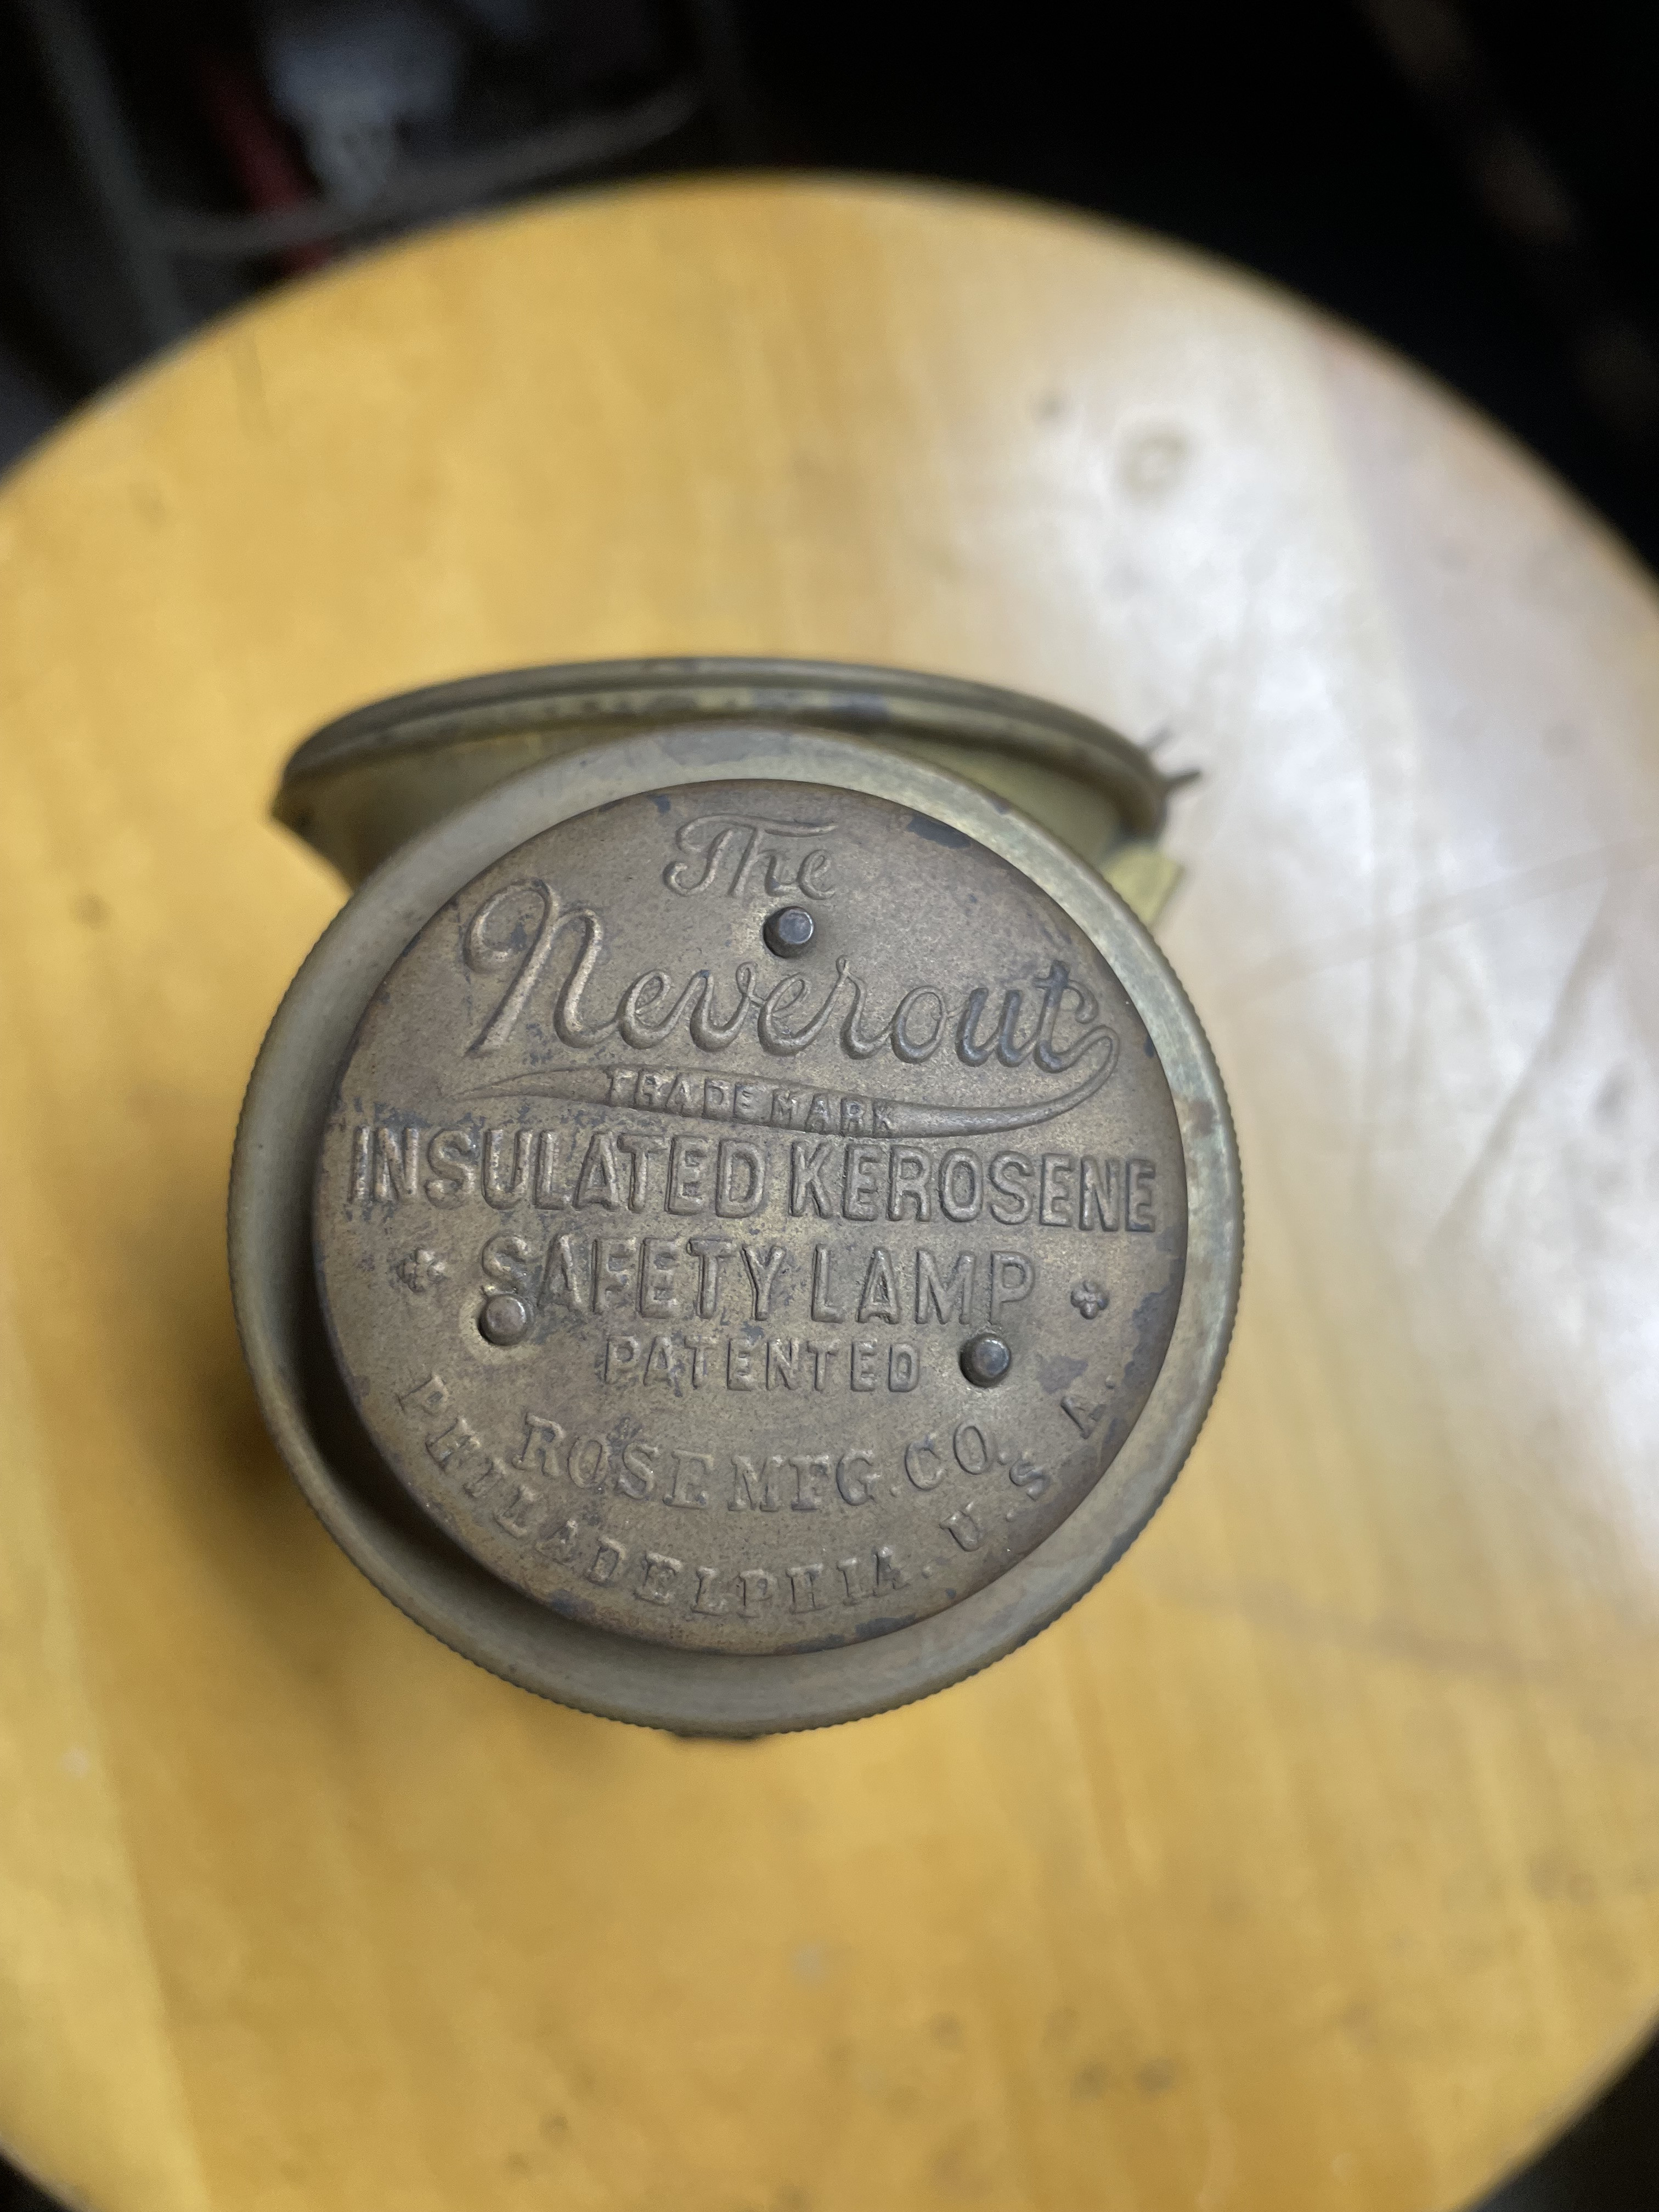 The
Neverout
TRADE MARK
INSULATED KEROSENE
SAFETY LAMP
PATENTED
ROSE MFG. CO.
PHILADELPHIA. U.S.A.